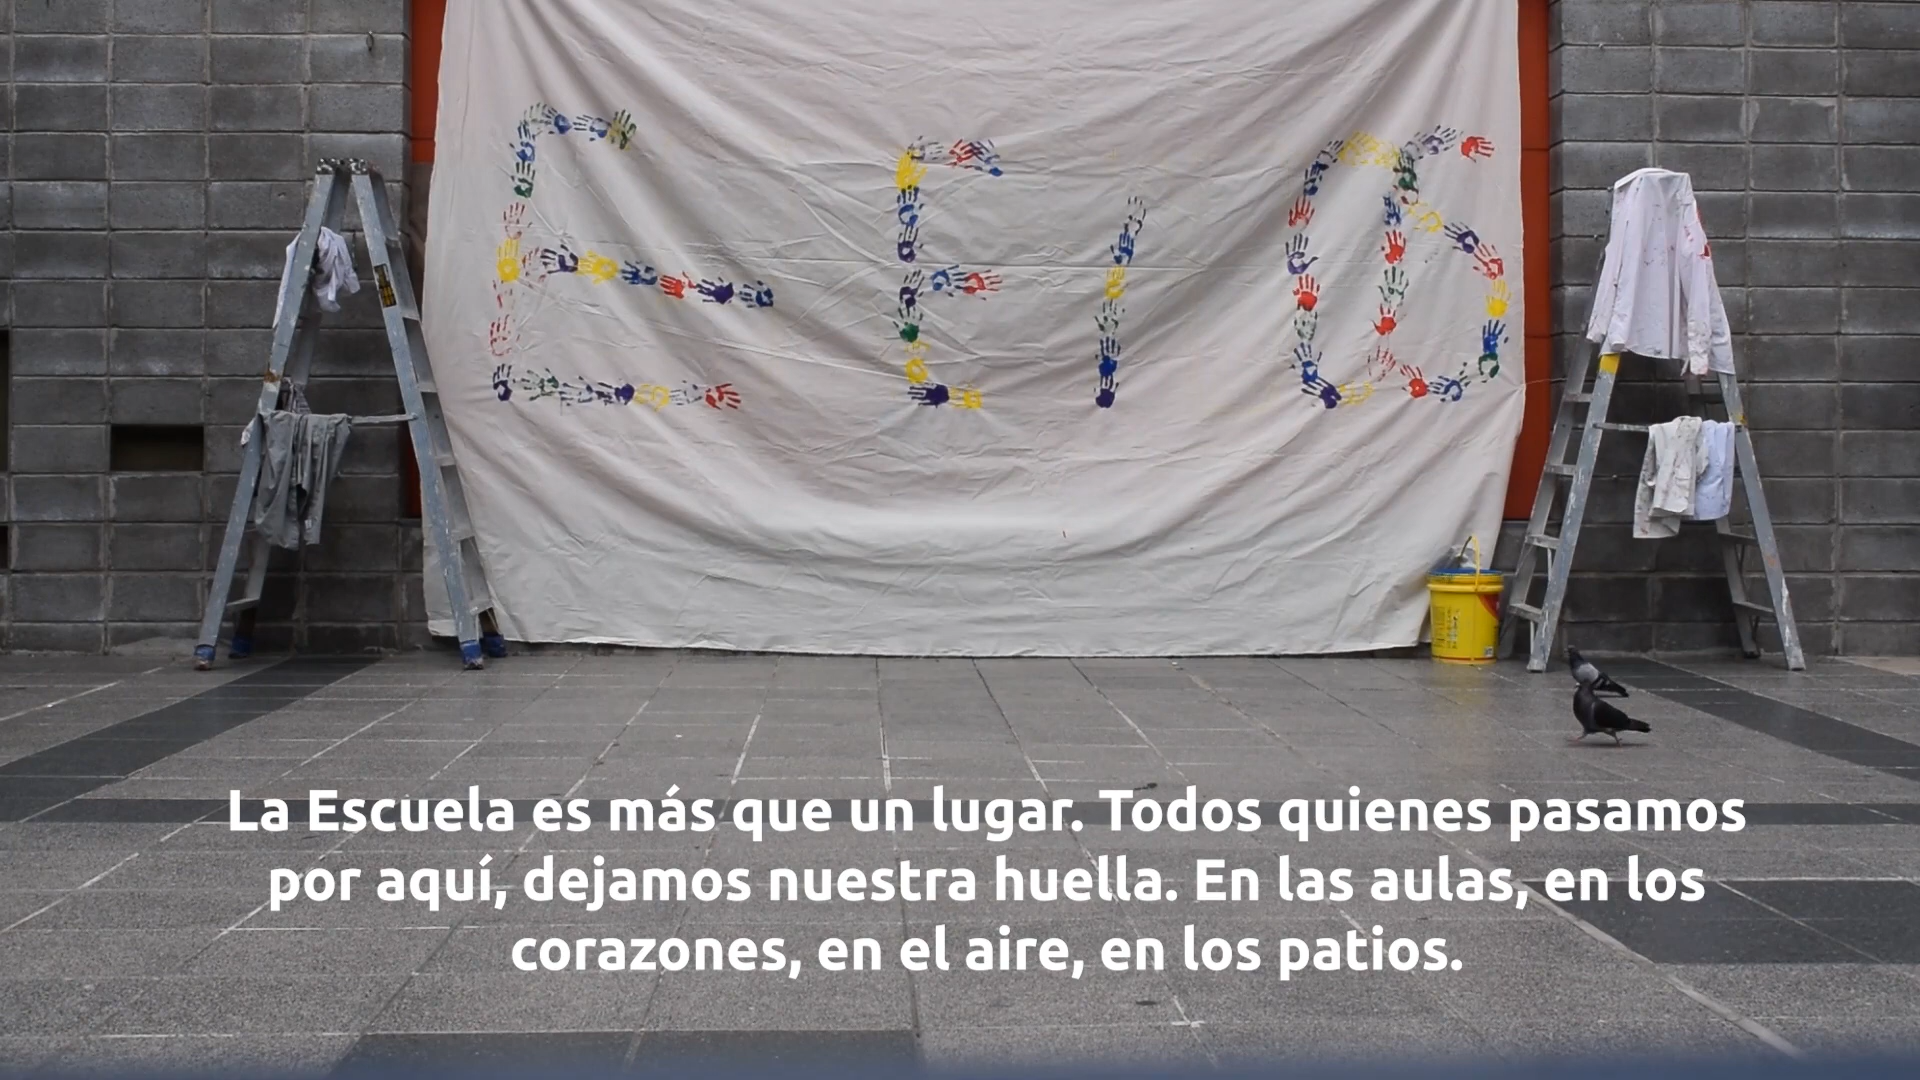 E E 1
La Escuela es más que un lugar. Todos quienes pasamos
por aquí, dejamos nuestra huella. En las aulas, en los
corazones, en el aire, en los patios.